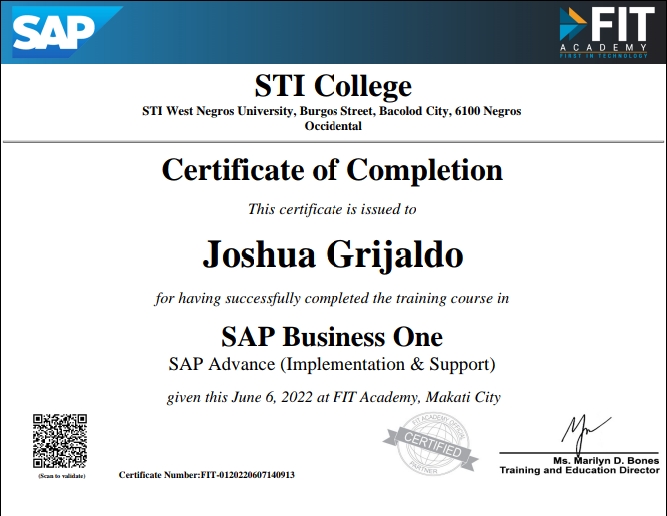 SAP
FIT
ACADEMY
FIRST IN TECHNOLOGY
STI College
STI West Negros University, Burgos Street, Bacolod City, 6100 Negros
Occidental
Certificate of Completion
This certificate is issued to
Joshua Grijaldo
for having successfully completed the training course in
SAP Business One
SAP Advance (Implementation & Support)
given this June 6, 2022 at FIT Academy, Makati City
(Scan to validate)
Certificate Number:FIT-0120220607140913
CERTIFIED
PARTNER
Ms. Marilyn D. Bones
Training and Education Director